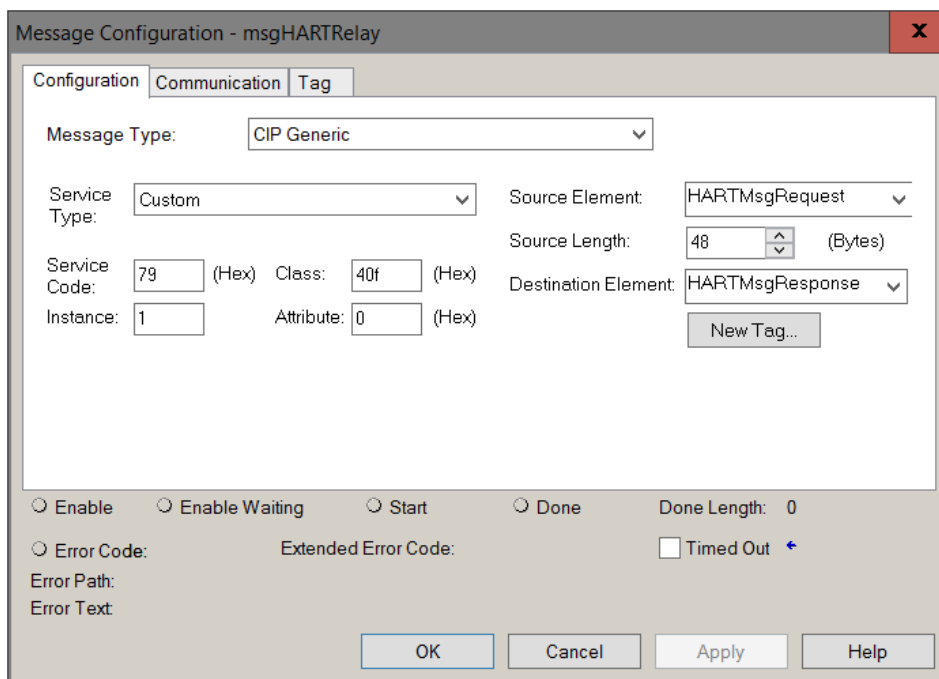 Message Configuration - msgHARTRelay
x
Configuration Communication Tag
Message Type: CIP Generic
Service Type: Custom
Source Element: HARTMsgRequest
Source Length: 48 (Bytes)
Service Code: 79 (Hex) Class: 40f (Hex)
Destination Element: HARTMsgResponse
Instance: 1 Attribute: 0 (Hex)
New Tag...
Enable Enable Waiting Start Done Done Length: 0
Error Code: Extended Error Code: Timed Out
Error Path:
Error Text:
OK Cancel Apply Help